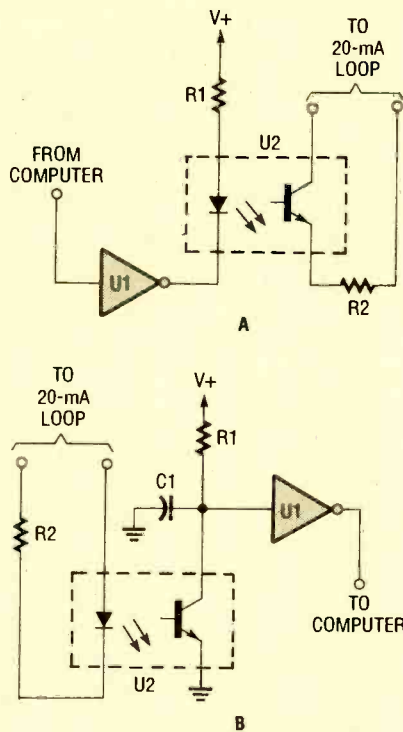 V+
R1
TO
20-mA
LOOP
FROM
COMPUTER
U2
U1
R2
A
TO
20-mA
LOOP
V+
R1
C1
R2
U1
TO
COMPUTER
U2
B